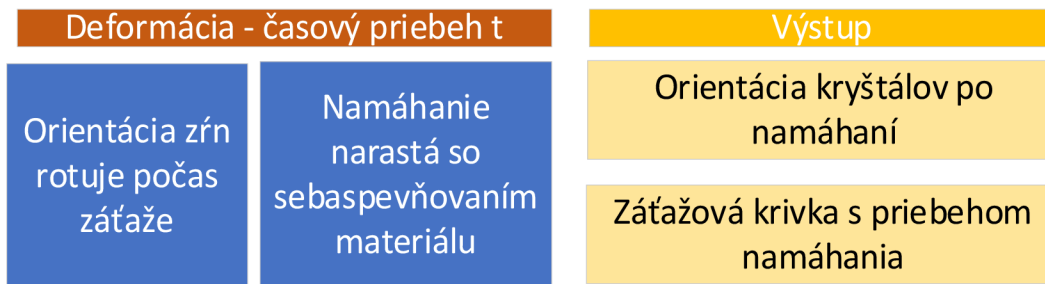 Deformácia - časový priebeh t
Výstup
Orientácia zŕn
rotuje počas
záťaže
Namáhanie
narastá so
sebaspevňovaním
materiálu
Orientácia kryštálov po
namáhaní
Záťažová krivka s priebehom
namáhania